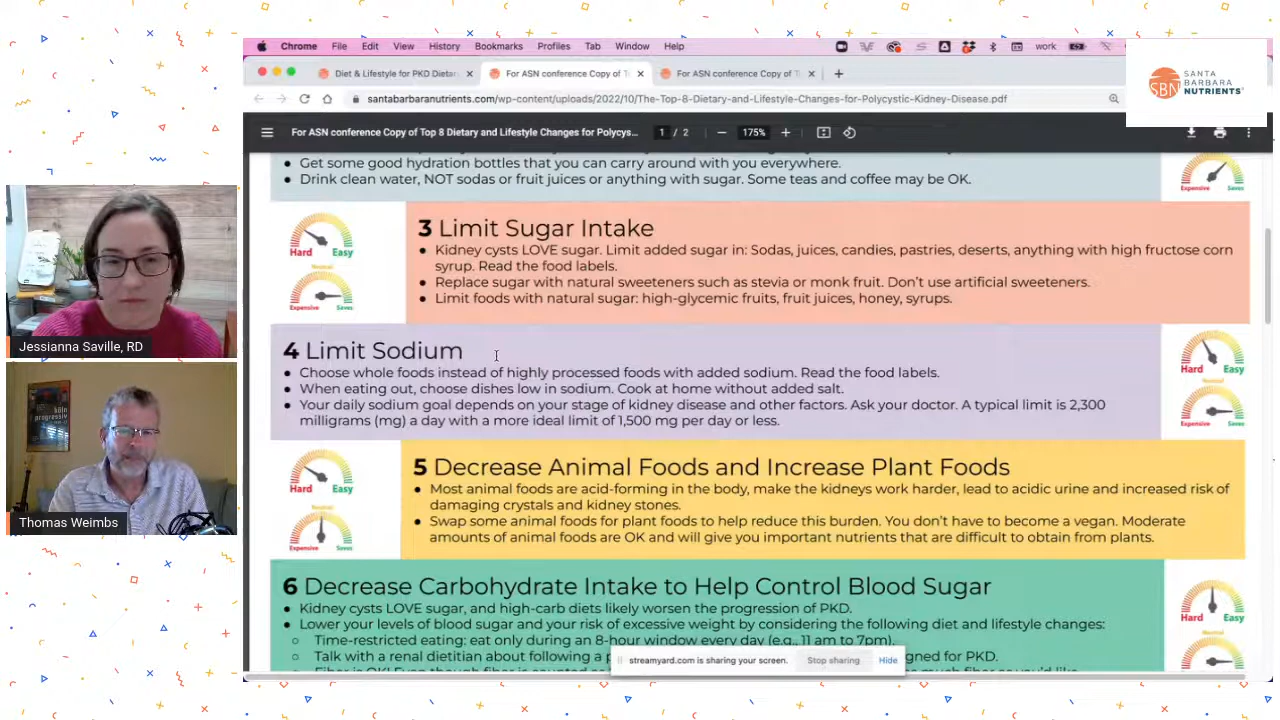 Chrome File Edit View History Bookmarks Profiles Tab Window Help work
Diet & Lifestyle for PKD Dietar
For ASN conference Copy of T
For ASN conference Copy of T
santabarbaranutrients.com/wp-content/uploads/2022/10/The-Top-8-Dietary-and-Lifestyle-Changes-for-Polycystic-Kidney-Disease.pdf
SBN
SANTA
BARBARA
NUTRIENTS
For ASN conference Copy of Top 8 Dietary and Lifestyle Changes for Polycys... 1 / 2 175%
Get some good hydration bottles that you can carry around with you everywhere.
Drink clean water, NOT sodas or fruit juices or anything with sugar. Some teas and coffee may be OK.
Expensive Saves
3 Limit Sugar Intake
Kidney cysts LOVE sugar. Limit added sugar in: Sodas, juices, candies, pastries, deserts, anything with high fructose corn
syrup. Read the food labels.
Replace sugar with natural sweeteners such as stevia or monk fruit. Don't use artificial sweeteners.
Limit foods with natural sugar: high-glycemic fruits, fruit juices, honey, syrups.
Hard Easy
Neutral
Expensive Saves
4 Limit Sodium
Choose whole foods instead of highly processed foods with added sodium. Read the food labels.
When eating out, choose dishes low in sodium. Cook at home without added salt.
Your daily sodium goal depends on your stage of kidney disease and other factors. Ask your doctor. A typical limit is 2,300
milligrams (mg) a day with a more ideal limit of 1,500 mg per day or less.
Hard Easy
Neutral
Expensive Saves
5 Decrease Animal Foods and Increase Plant Foods
Most animal foods are acid-forming in the body, make the kidneys work harder, lead to acidic urine and increased risk of
damaging crystals and kidney stones.
Swap some animal foods for plant foods to help reduce this burden. You don't have to become a vegan. Moderate
amounts of animal foods are OK and will give you important nutrients that are difficult to obtain from plants.
Hard Easy
Neutral
Expensive Saves
6 Decrease Carbohydrate Intake to Help Control Blood Sugar
Kidney cysts LOVE sugar, and high-carb diets likely worsen the progression of PKD.
Lower your levels of blood sugar and your risk of excessive weight by considering the following diet and lifestyle changes:
Time-restricted eating: eat only during an 8-hour window every day (e.g., 11 am to 7pm).
Talk with a renal dietitian about following a
gned for PKD.
Hard Easy
Neutral
streamyard.com is sharing your screen. Stop sharing Hide
Jessianna Saville, RD
köln
progressiv
Thomas Weimbs